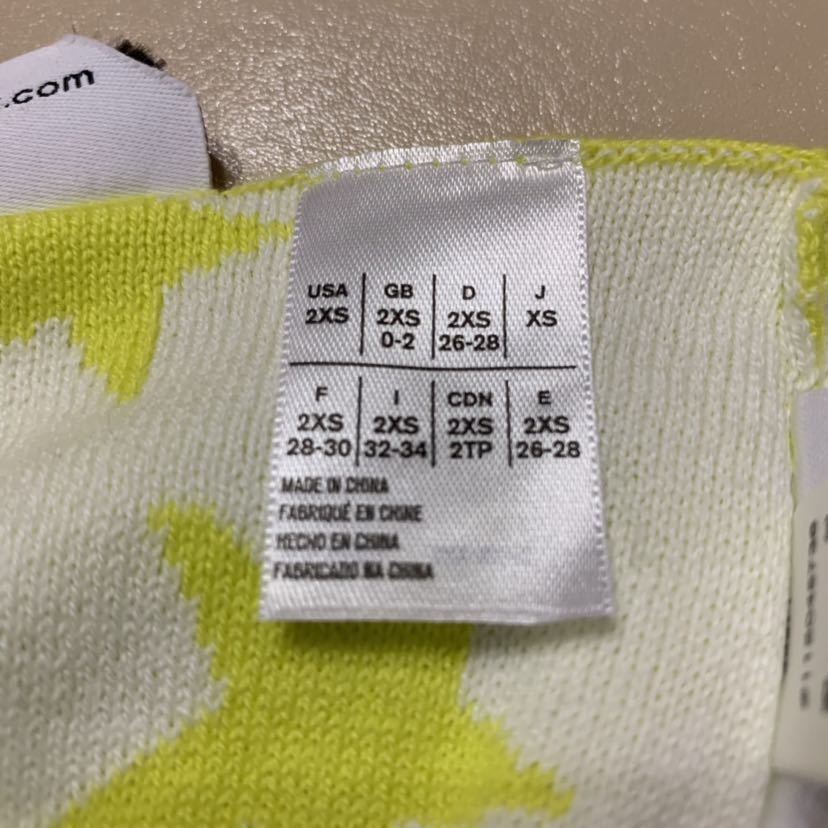 .com
USA GB D J
2XS 2XS 2XS XS
0-2 26-28
F I CDN E
2XS 2XS 2XS 2XS
28-30 32-34 2TP 26-28
MADE IN CHINA
FABRIQUÉ EN CHINE
HECHO EN CHINA
FABRICADO NA CHINA